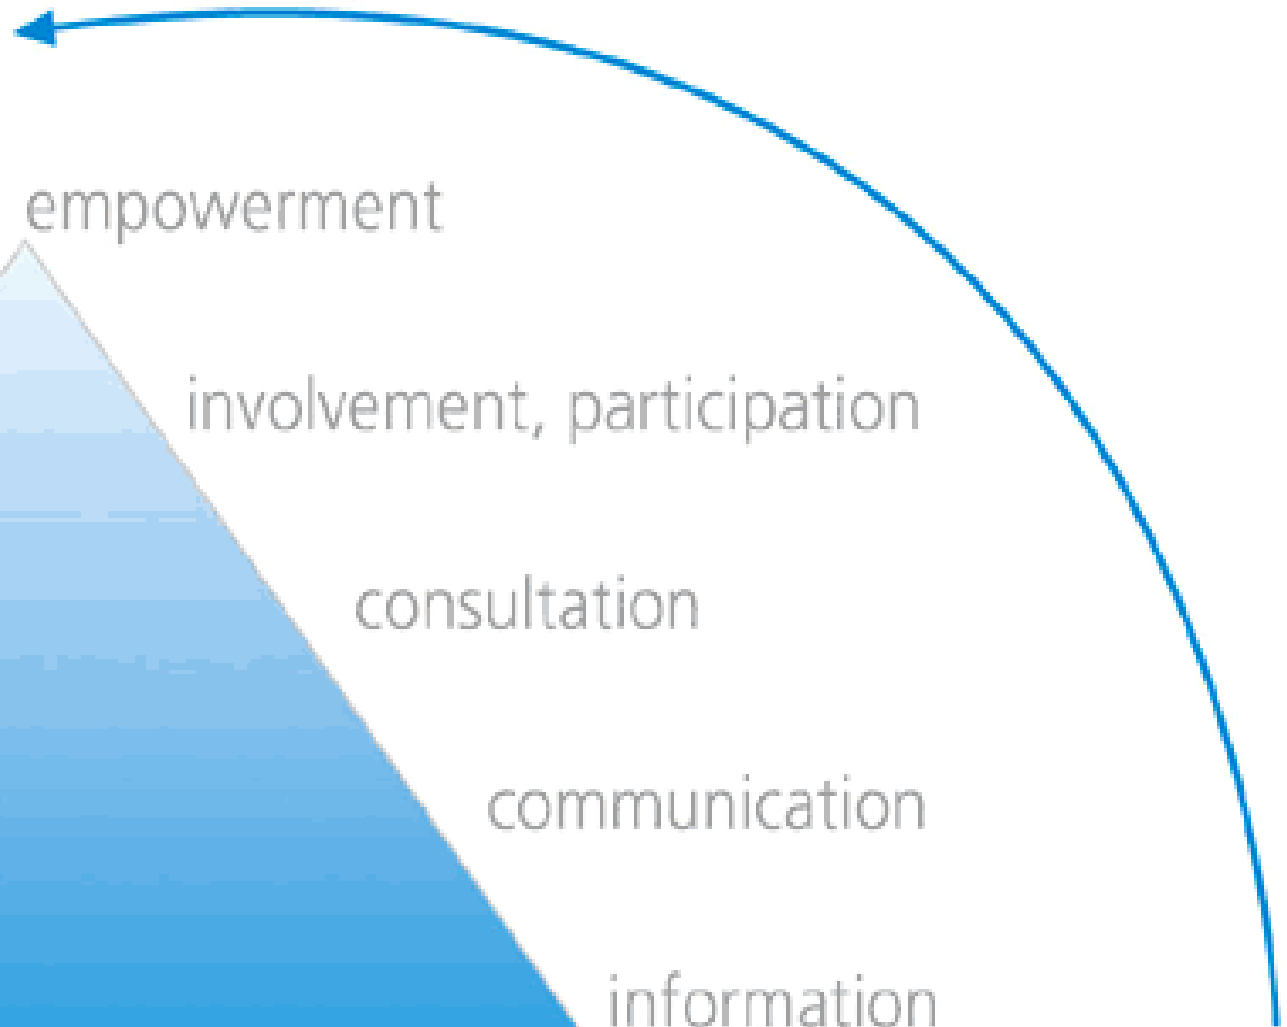 empowerment
involvement, participation
consultation
communication
information